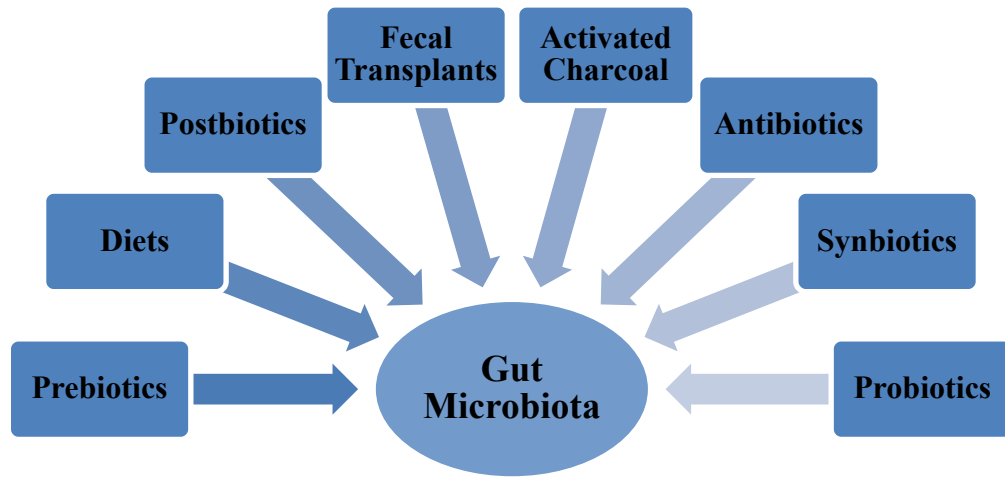 Fecal
Transplants
Activated
Charcoal
Postbiotics
Antibiotics
Diets
Synbiotics
Prebiotics
Gut
Microbiota
Probiotics